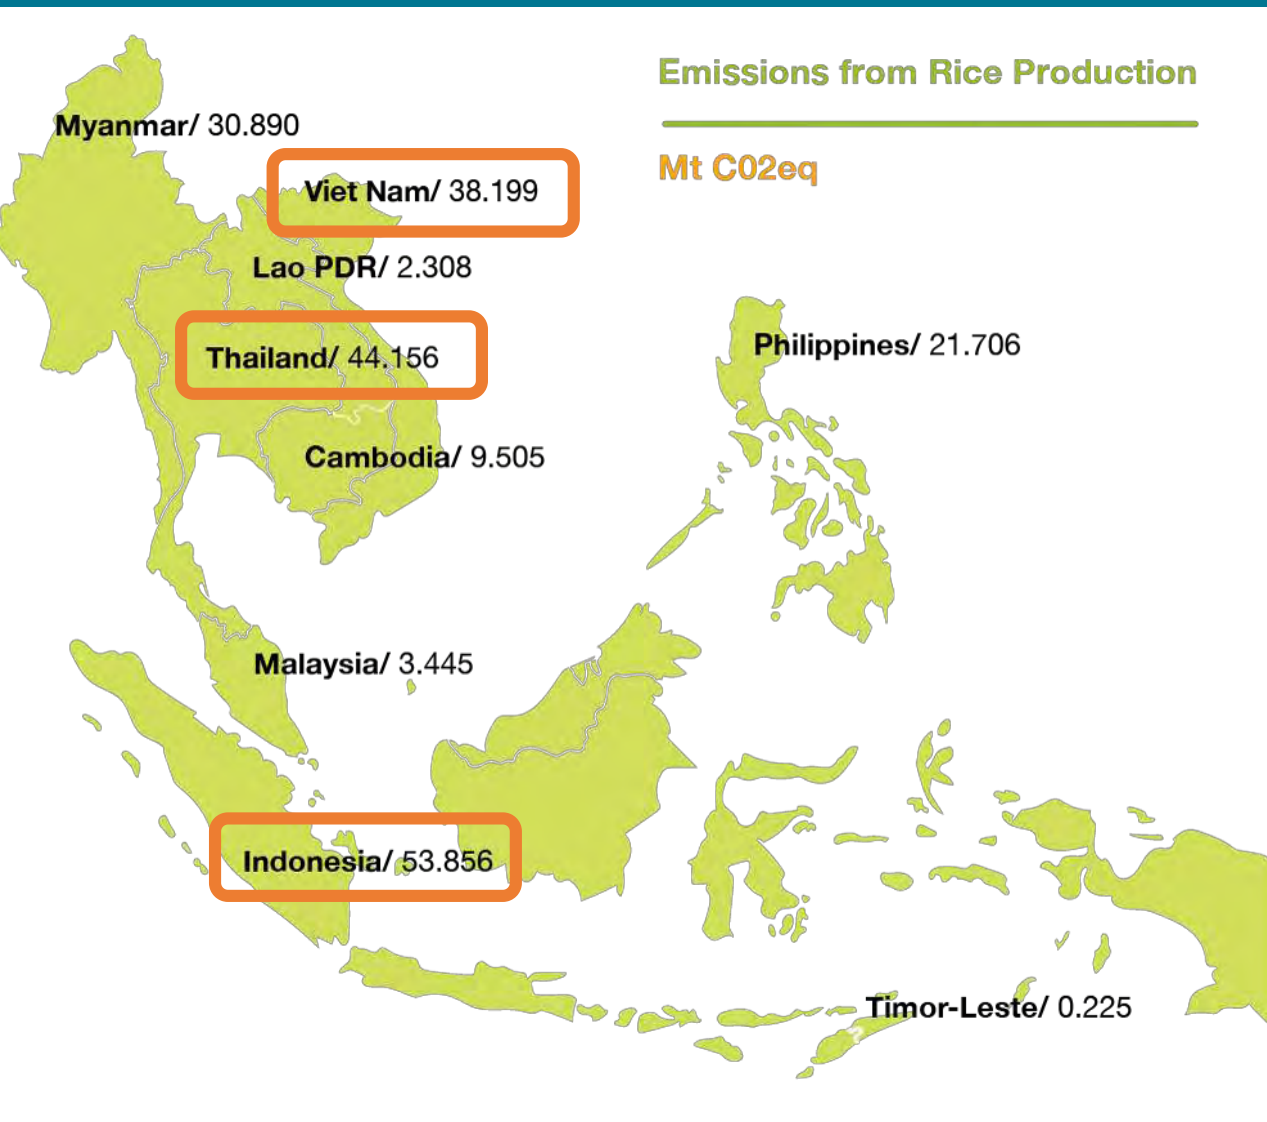 Emissions from Rice Production
Mt C02eq
Myanmar/ 30.890
Viet Nam/ 38.199
Lao PDR/ 2.308
Thailand/ 44.156
Philippines/ 21.706
Cambodia/ 9.505
Malaysia/ 3.445
Indonesia/ 53.856
Timor-Leste/ 0.225